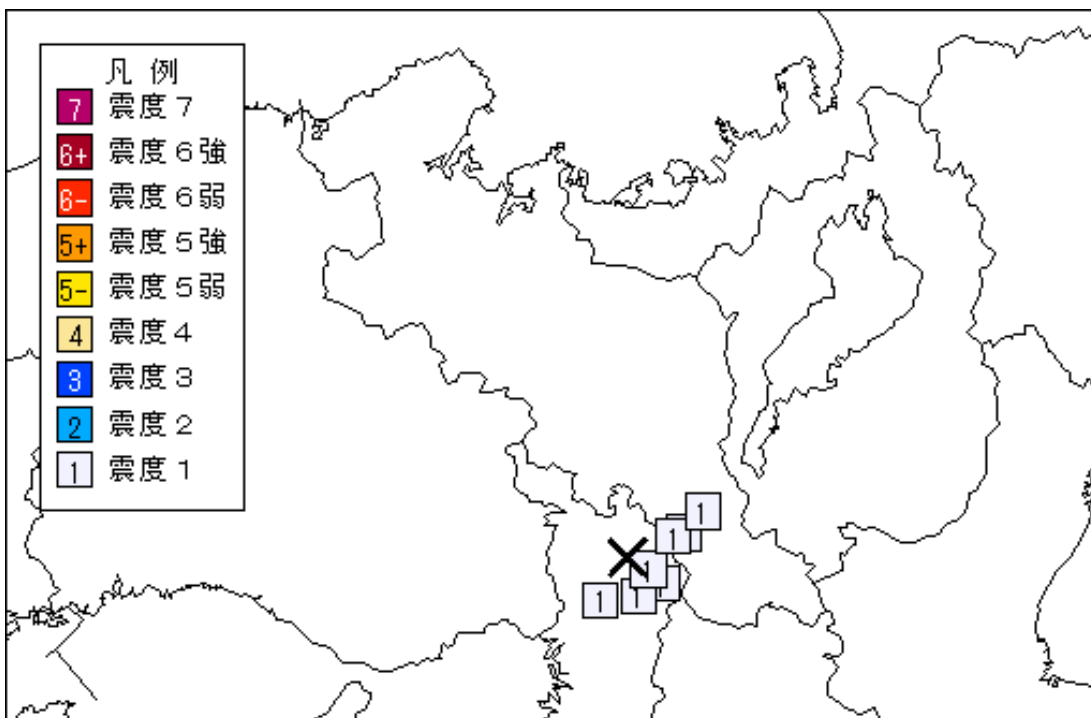 凡例
7 震度7
6+ 震度6強
6- 震度6弱
5+ 震度5強
5- 震度5弱
4 震度4
3 震度3
2 震度2
1 震度1
1
1
1
1
1
1